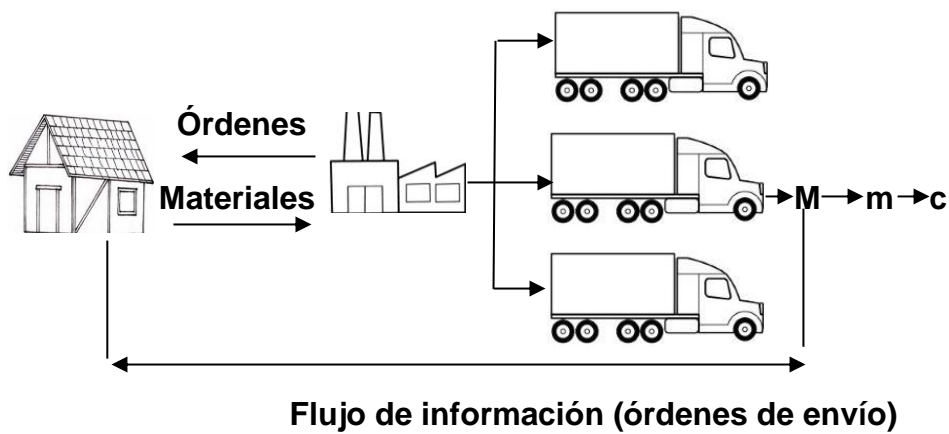 Órdenes
Materiales
M m c
Flujo de información (órdenes de envío)